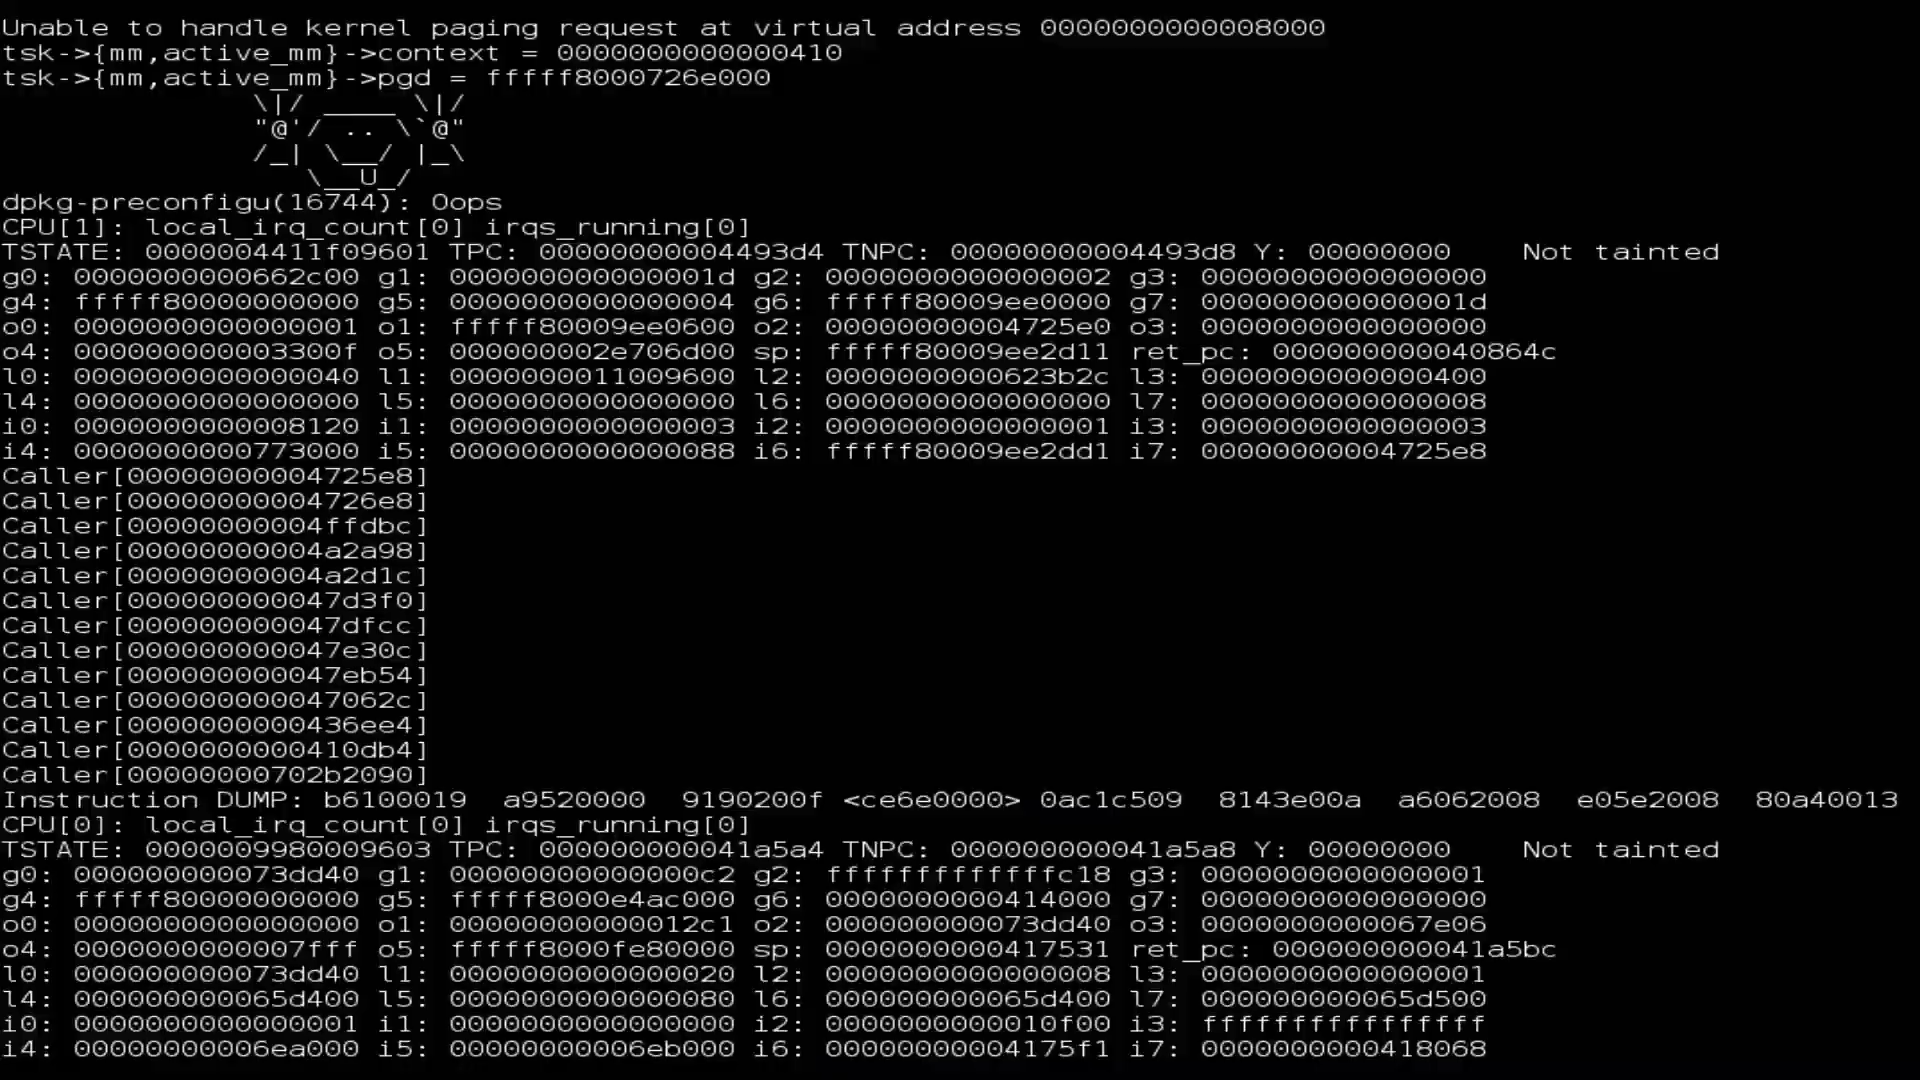 Unable to handle kernel paging request at virtual address 0000000000008000
tsk->{mm,active_mm}->context = 0000000000000410
tsk->{mm,active_mm}->pgd = fffff8000726e000
              \|/ ____ \|/
              "@'/ .. \`@"
              /_| \__/ |_\
                 \__U_/
dpkg-preconfigu(16744): Oops
CPU[1]: local_irq_count[0] irqs_running[0]
TSTATE: 0000004411f09601 TPC: 00000000004493d4 TNPC: 00000000004493d8 Y: 00000000    Not tainted
g0: 0000000000662c00 g1: 000000000000001d g2: 0000000000000002 g3: 0000000000000000
g4: fffff80000000000 g5: 0000000000000004 g6: fffff80009ee0000 g7: 000000000000001d
o0: 0000000000000001 o1: fffff80009ee0600 o2: 00000000004725e0 o3: 0000000000000000
o4: 000000000003300f o5: 000000002e706d00 sp: fffff80009ee2d11 ret_pc: 000000000040864c
l0: 0000000000000040 l1: 0000000011009600 l2: 0000000000623b2c l3: 0000000000000400
l4: 0000000000000000 l5: 0000000000000000 l6: 0000000000000000 l7: 0000000000000008
i0: 0000000000008120 i1: 0000000000000003 i2: 0000000000000001 i3: 0000000000000003
i4: 0000000000773000 i5: 0000000000000088 i6: fffff80009ee2dd1 i7: 00000000004725e8
Caller[00000000004725e8]
Caller[00000000004726e8]
Caller[00000000004ffdbc]
Caller[00000000004a2a98]
Caller[00000000004a2d1c]
Caller[000000000047d3f0]
Caller[000000000047dfcc]
Caller[000000000047e30c]
Caller[000000000047eb54]
Caller[000000000047062c]
Caller[0000000000436ee4]
Caller[0000000000410db4]
Caller[00000000702b2090]
Instruction DUMP: b6100019  a9520000  9190200f <ce6e0000> 0ac1c509  8143e00a  a6062008  e05e2008  80a40013
CPU[0]: local_irq_count[0] irqs_running[0]
TSTATE: 0000009980009603 TPC: 000000000041a5a4 TNPC: 000000000041a5a8 Y: 00000000    Not tainted
g0: 000000000073dd40 g1: 00000000000000c2 g2: fffffffffffffc18 g3: 0000000000000001
g4: fffff80000000000 g5: fffff8000e4ac000 g6: 0000000000414000 g7: 0000000000000000
o0: 0000000000000000 o1: 00000000000012c1 o2: 000000000073dd40 o3: 000000000067e06
o4: 0000000000007fff o5: fffff8000fe80000 sp: 0000000000417531 ret_pc: 000000000041a5bc
l0: 000000000073dd40 l1: 0000000000000020 l2: 0000000000000008 l3: 0000000000000001
l4: 000000000065d400 l5: 0000000000000080 l6: 000000000065d400 l7: 000000000065d500
i0: 0000000000000001 i1: 0000000000000000 i2: 0000000000010f00 i3: ffffffffffffffff
i4: 00000000006ea000 i5: 00000000006eb000 i6: 00000000004175f1 i7: 0000000000418068